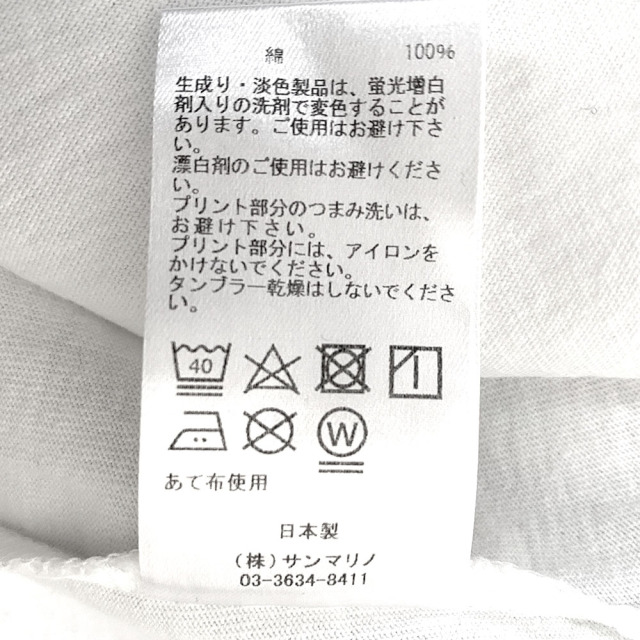 綿 100%
生成り・淡色製品は、蛍光増白
剤入りの洗剤で変色することが
あります。ご使用はお避け下さ
い。
漂白剤のご使用はお避けくださ
い。
プリント部分のつまみ洗いは、
お避け下さい。
プリント部分には、アイロンを
かけないでください。
タンブラー乾燥はしないでくださ
い。
40
W
あて布使用
日本製
(株)サンマリノ
03-3634-8411